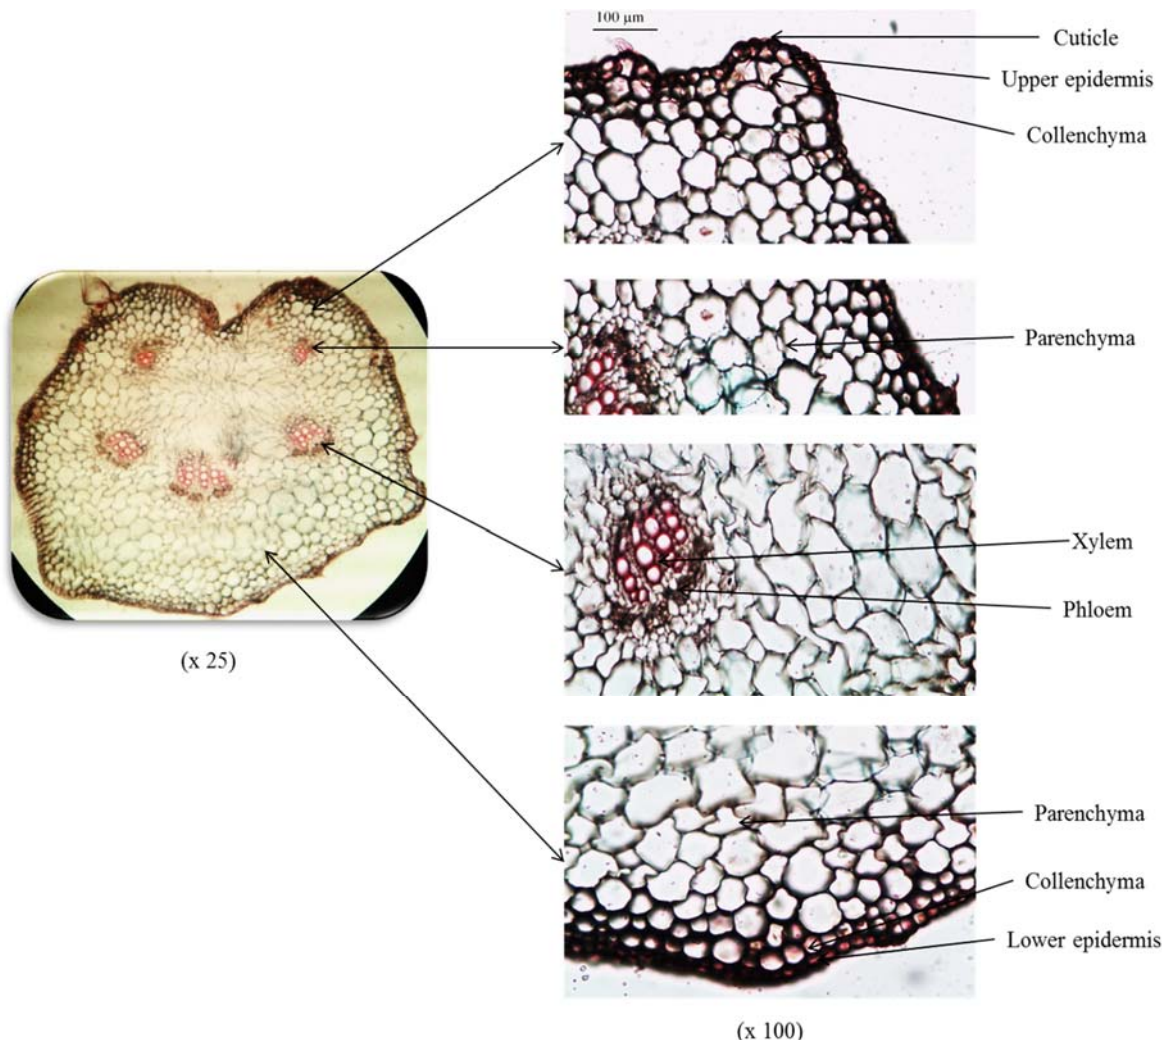 100 µm
Cuticle
Upper epidermis
Collenchyma
Parenchyma
Xylem
Phloem
(x 25)
Parenchyma
Collenchyma
Lower epidermis
(x 100)